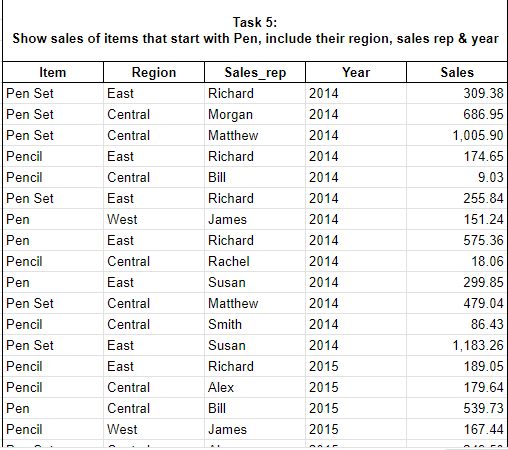 Task 5:
Show sales of items that start with Pen, include their region, sales rep & year
Item Region Sales_rep Year Sales
Pen Set East Richard 2014 309.38
Pen Set Central Morgan 2014 686.95
Pen Set Central Matthew 2014 1,005.90
Pencil East Richard 2014 174.65
Pencil Central Bill 2014 9.03
Pen Set East Richard 2014 255.84
Pen West James 2014 151.24
Pen East Richard 2014 575.36
Pencil Central Rachel 2014 18.06
Pen East Susan 2014 299.85
Pen Set Central Matthew 2014 479.04
Pencil Central Smith 2014 86.43
Pen Set East Susan 2014 1,183.26
Pencil East Richard 2015 189.05
Pencil Central Alex 2015 179.64
Pen Central Bill 2015 539.73
Pencil West James 2015 167.44